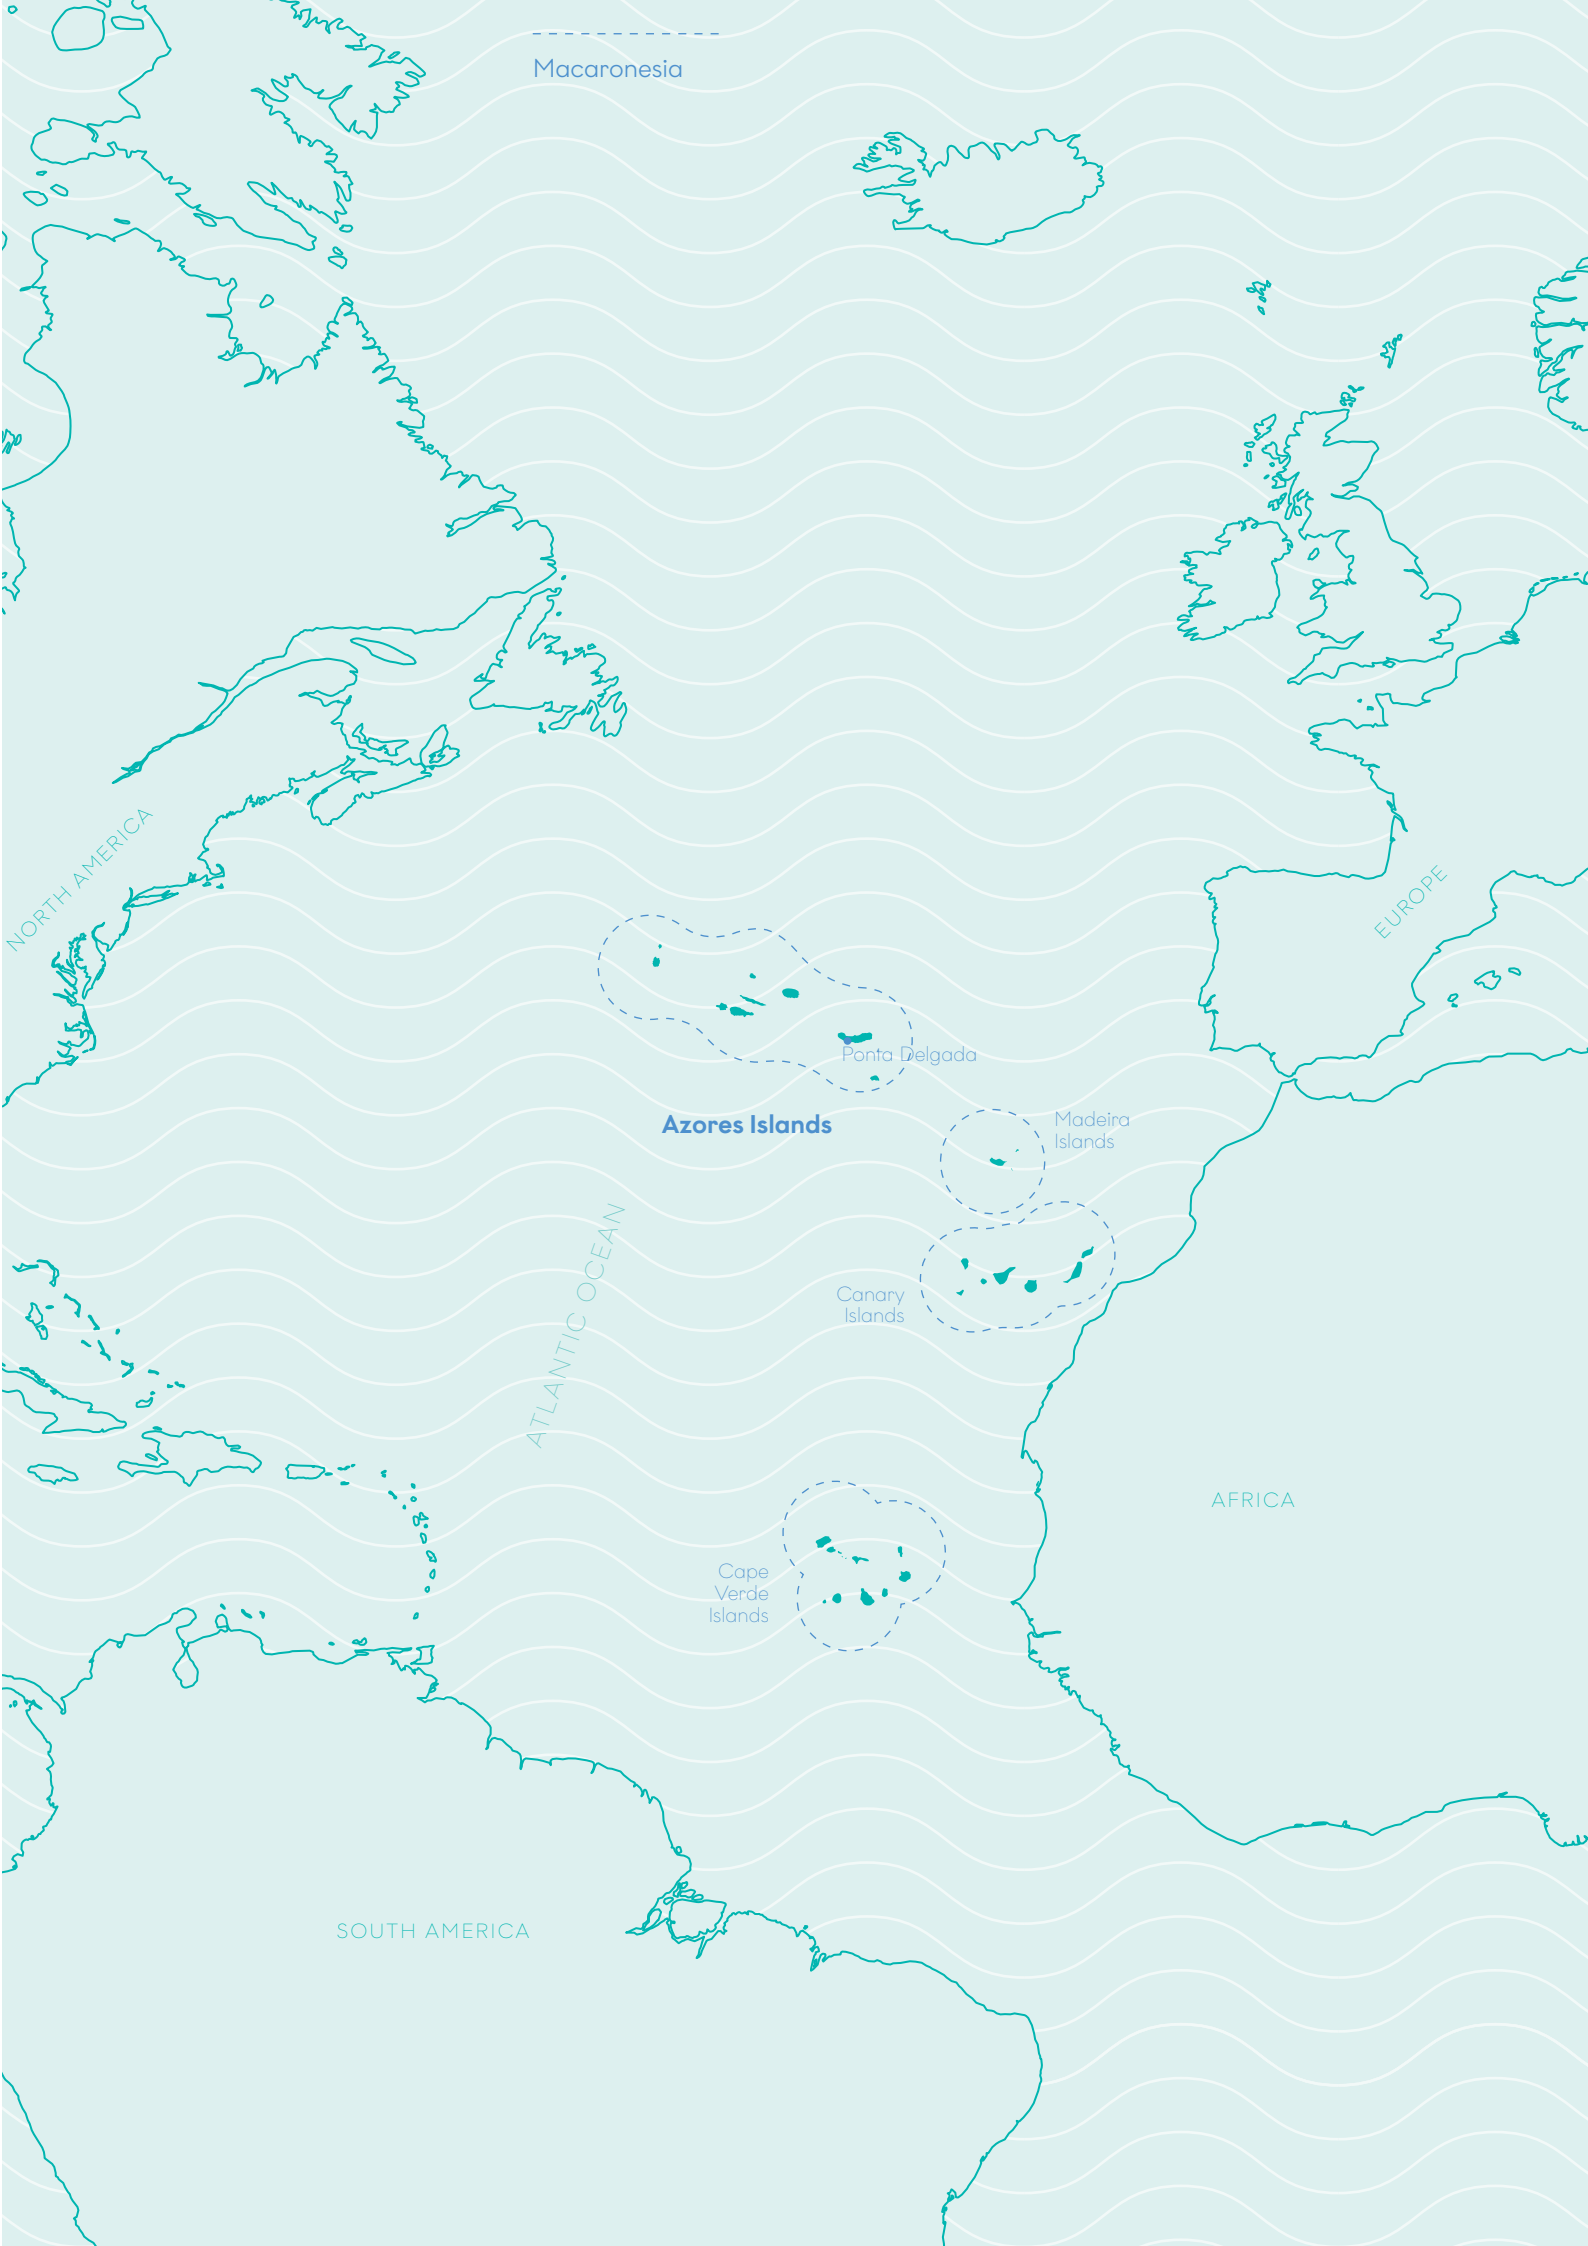 Macaronesia
NORTH AMERICA
EUROPE
Ponta Delgada
Azores Islands
Madeira
Islands
ATLANTIC OCEAN
Canary
Islands
AFRICA
Cape
Verde
Islands
SOUTH AMERICA